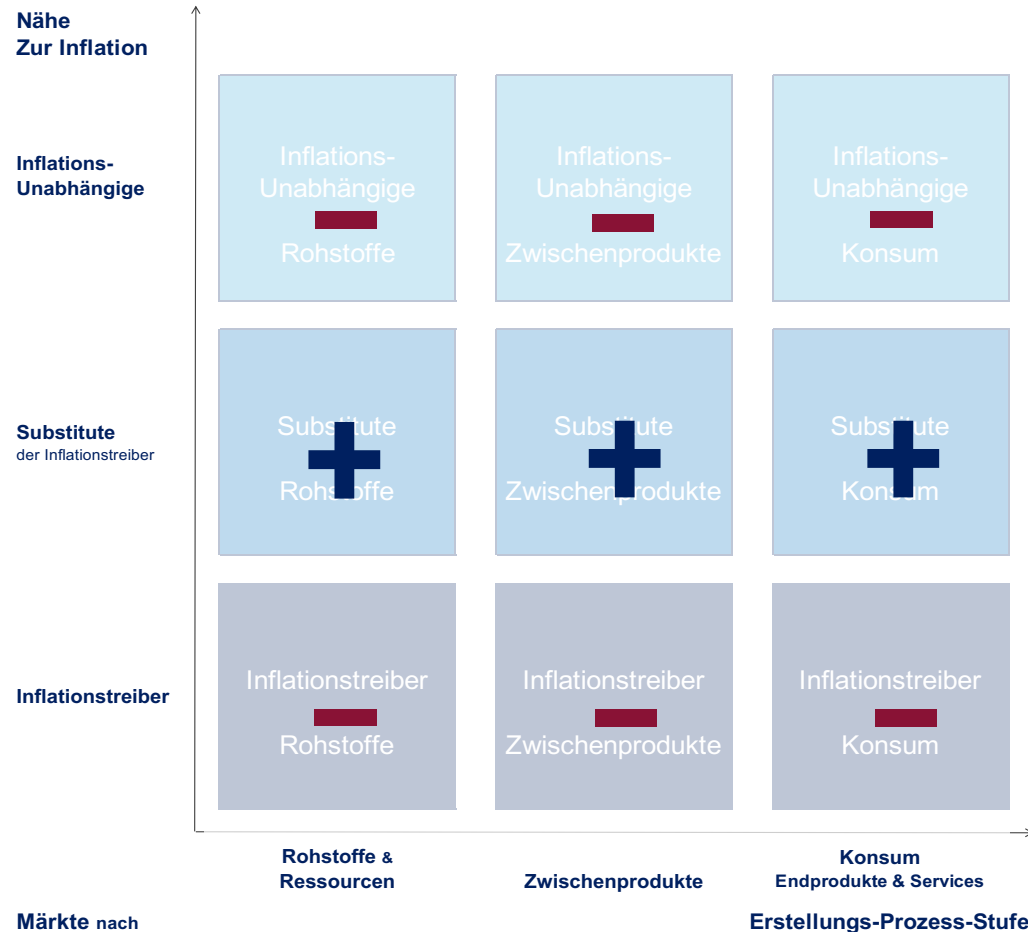 Nähe
Zur Inflation
Inflations-
Unabhängige
Inflations-
Unabhängige
Rohstoffe
Inflations-
Unabhängige
Zwischenprodukte
Inflations-
Unabhängige
Konsum
Substitute
der Inflationstreiber
Substitute
Rohstoffe
Substitute
Zwischenprodukte
Substitute
Konsum
Inflationstreiber
Inflationstreiber
Rohstoffe
Inflationstreiber
Zwischenprodukte
Inflationstreiber
Konsum
Rohstoffe &
Ressourcen
Zwischenprodukte
Konsum
Endprodukte & Services
Märkte nach
Erstellungs-Prozess-Stufe